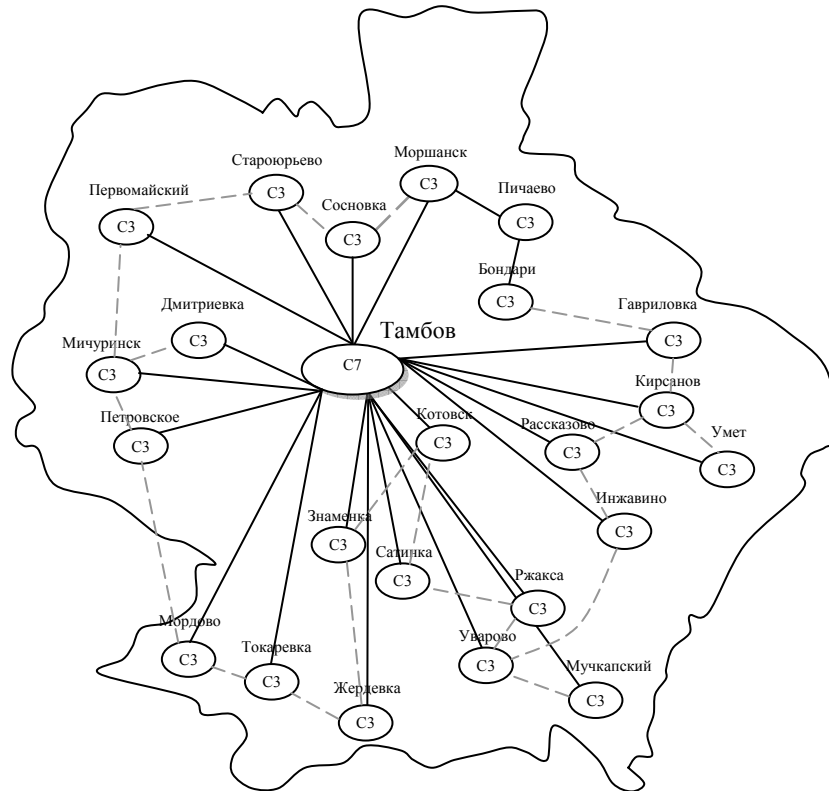 Моршанск
С3
Староюрьево
С3
Пичаево
С3
Первомайский
С3
Сосновка
С3
Бондари
С3
Гавриловка
С3
Дмитриевка
С3
Тамбов
С7
Мичуринск
С3
Кирсанов
С3
Петровское
С3
Котовск
С3
Рассказово
С3
Умет
С3
Инжавино
С3
Знаменка
С3
Сатинка
С3
Ржакса
С3
Мордово
С3
Токаревка
С3
Уварово
С3
Мучкапский
С3
Жердевка
С3